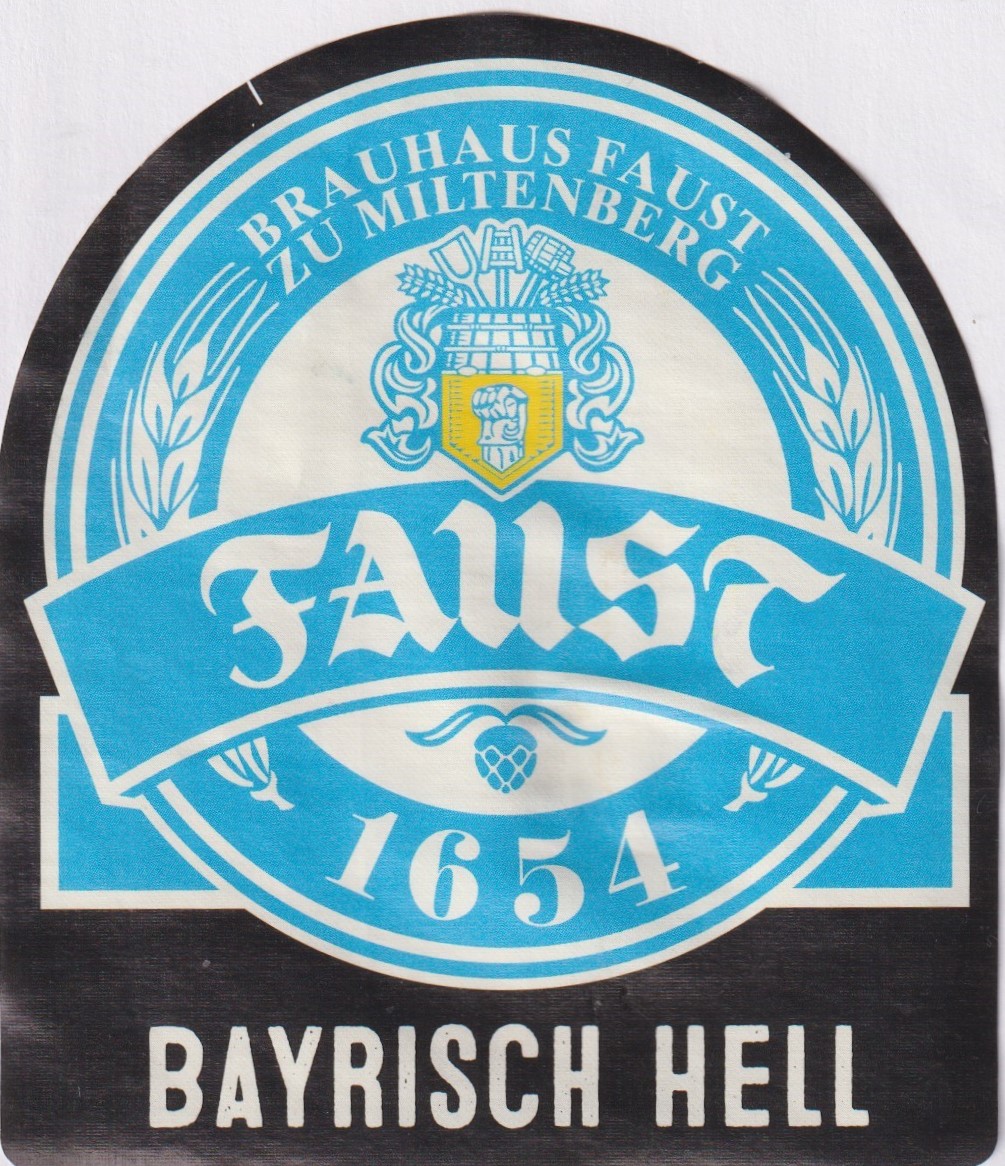 BRAUHAUS FAUST
ZU MILTENBERG
FAUST
1654
BAYRISCH HELL